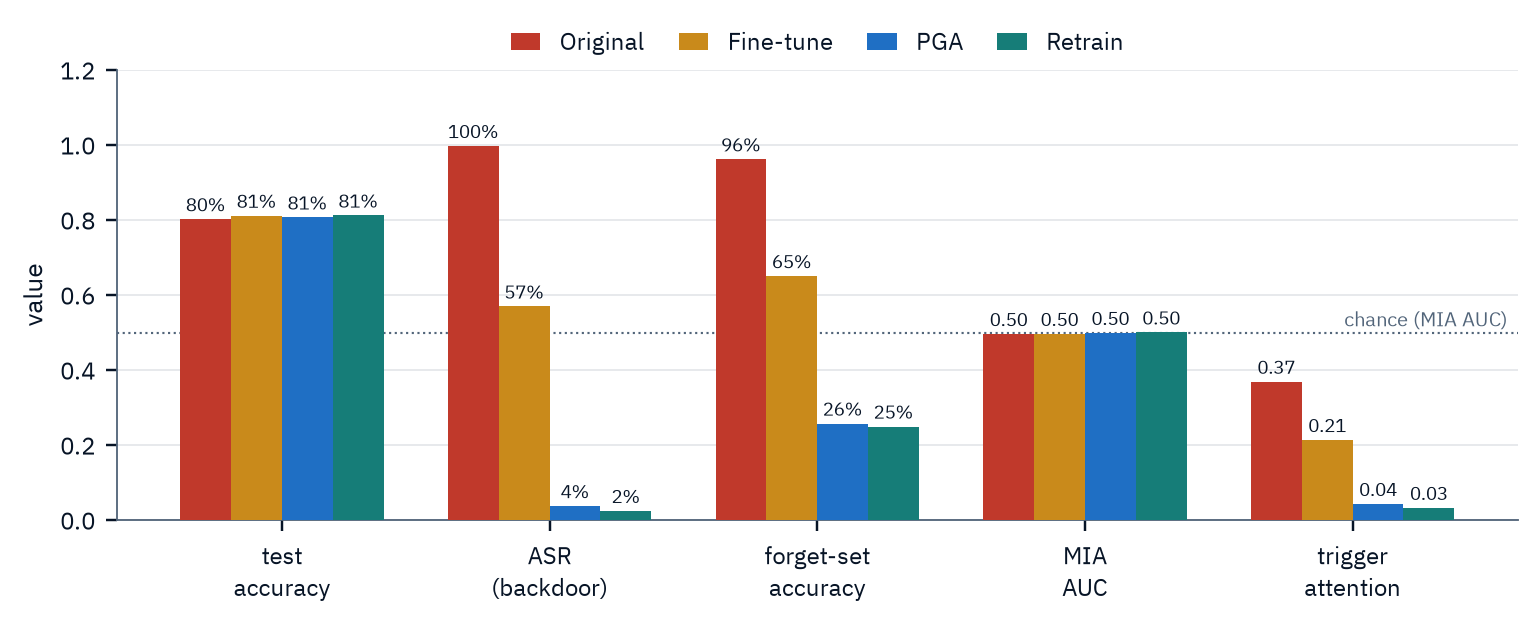 Original Fine-tune PGA Retrain
1.2
1.0
0.8
0.6
0.4
0.2
0.0
value
80% 81% 81% 81%
100%
57%
4% 2%
96%
65%
26% 25%
0.50 0.50 0.50 0.50
chance (MIA AUC)
0.37
0.21
0.04 0.03
test
accuracy
ASR
(backdoor)
forget-set
accuracy
MIA
AUC
trigger
attention